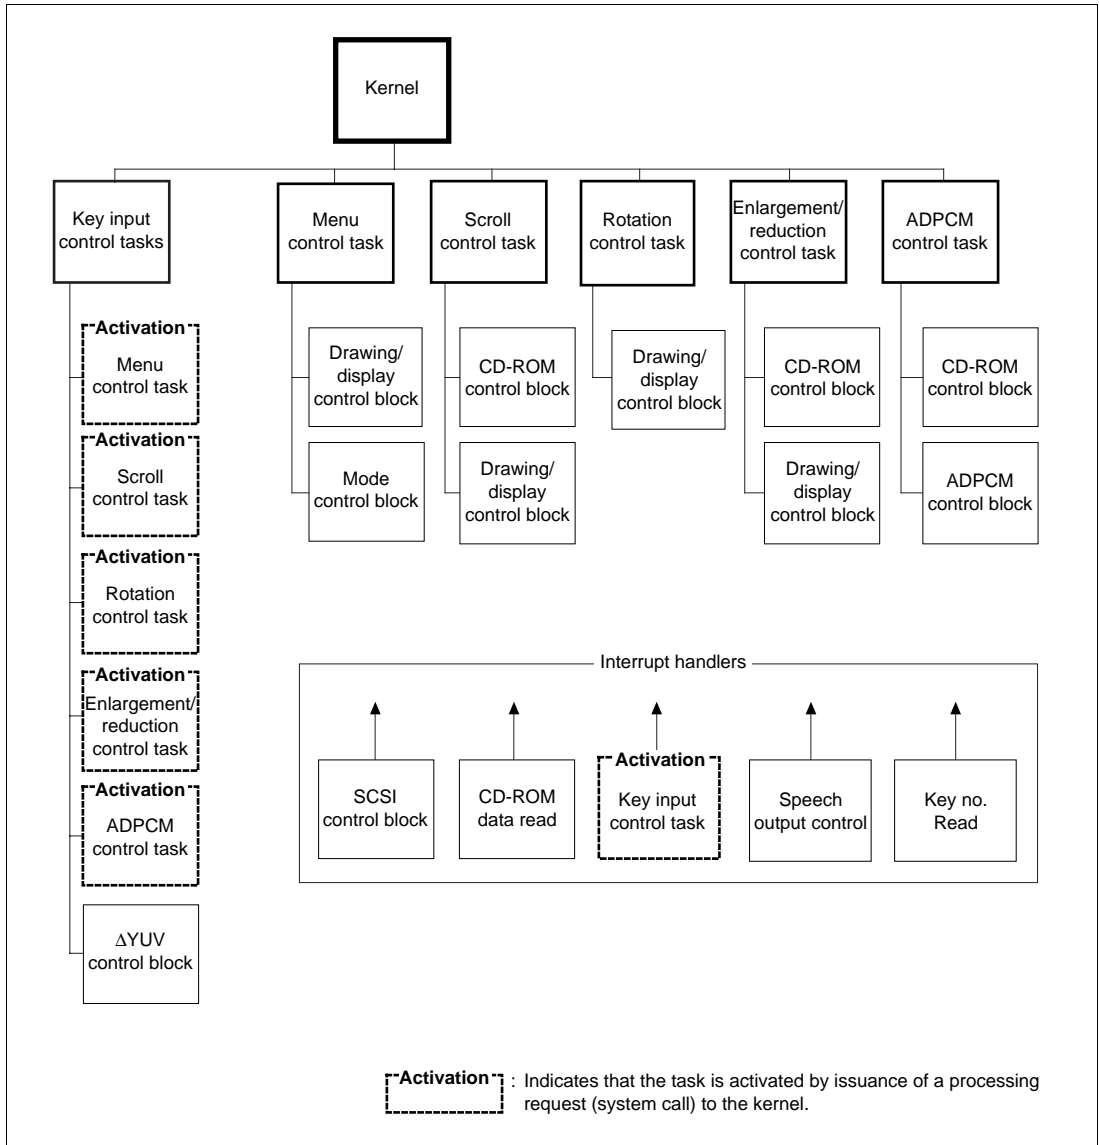 Kernel
Key input
control tasks
Menu
control task
Scroll
control task
Rotation
control task
Enlargement/
reduction
control task
ADPCM
control task
Activation
Menu
control task
Activation
Scroll
control task
Activation
Rotation
control task
Activation
Enlargement/
reduction
control task
Activation
ADPCM
control task
ΔYUV
control block
Drawing/
display
control block
Mode
control block
CD-ROM
control block
Drawing/
display
control block
Drawing/
display
control block
CD-ROM
control block
Drawing/
display
control block
CD-ROM
control block
ADPCM
control block
Interrupt handlers
SCSI
control block
CD-ROM
data read
Activation
Key input
control task
Speech
output control
Key no.
Read
Activation : Indicates that the task is activated by issuance of a processing
request (system call) to the kernel.